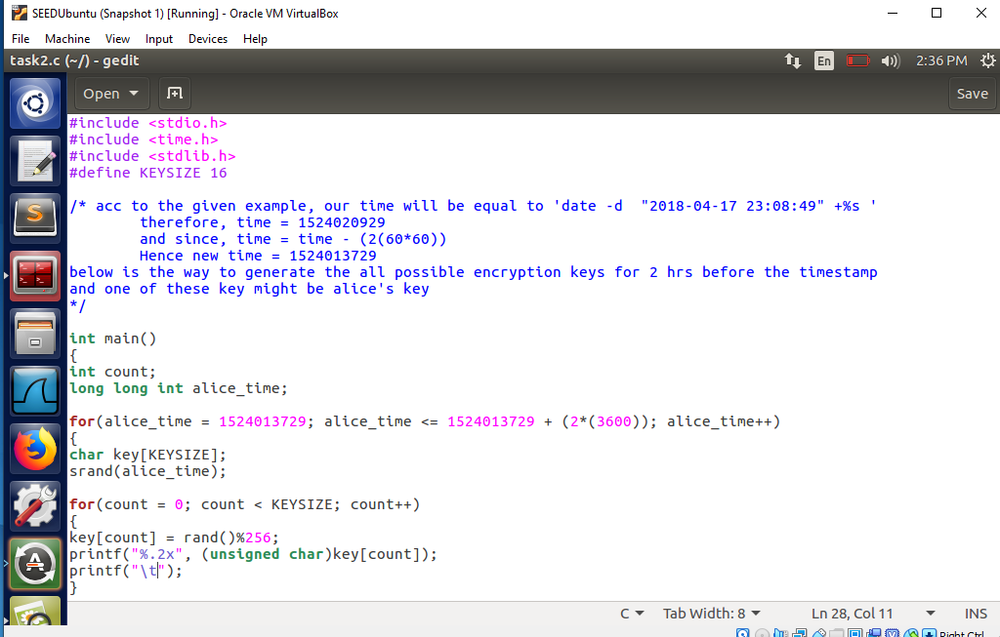 SEEDUbuntu (Snapshot 1) [Running] - Oracle VM VirtualBox
File Machine View Input Devices Help
task2.c (~/) - gedit En 2:36 PM
Open Save
#include <stdio.h>
#include <time.h>
#include <stdlib.h>
#define KEYSIZE 16
/* acc to the given example, our time will be equal to 'date -d  "2018-04-17 23:08:49" +%s '
        therefore, time = 1524020929
        and since, time = time - (2(60*60))
        Hence new time = 1524013729
below is the way to generate the all possible encryption keys for 2 hrs before the timestamp
and one of these key might be alice's key
*/
int main()
{
int count;
long long int alice_time;
for(alice_time = 1524013729; alice_time <= 1524013729 + (2*(3600)); alice_time++)
{
char key[KEYSIZE];
srand(alice_time);
for(count = 0; count < KEYSIZE; count++)
{
key[count] = rand()%256;
printf("%.2x", (unsigned char)key[count]);
printf("\t");
}
C Tab Width: 8 Ln 28, Col 11 INS
Right Ctrl